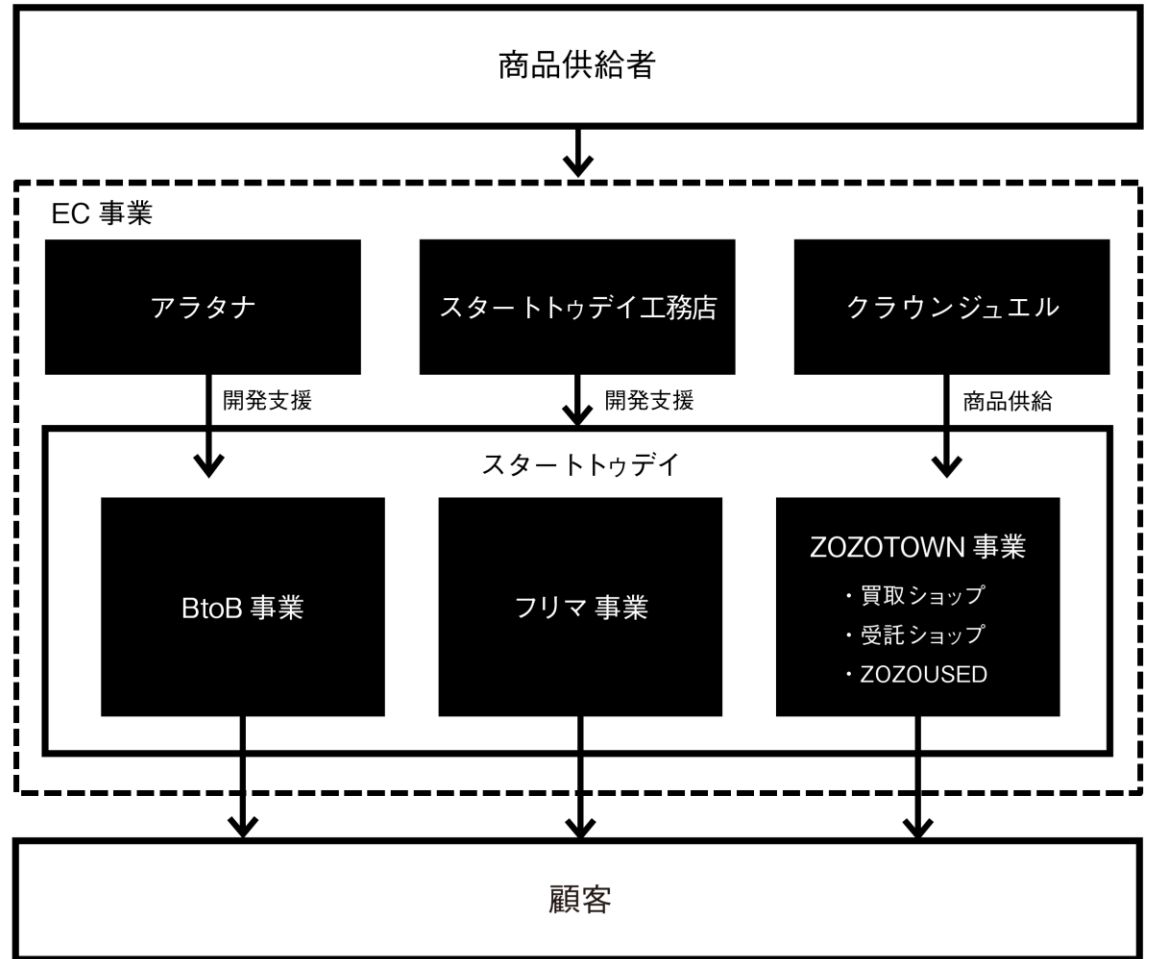 商品供給者
EC 事業
アラタナ
スタートトゥデイ工務店
クラウンジュエル
開発支援
開発支援
商品供給
スタートトゥデイ
BtoB 事業
フリマ 事業
ZOZOTOWN 事業
・買取ショップ
・受託ショップ
・ZOZOUSED
顧客